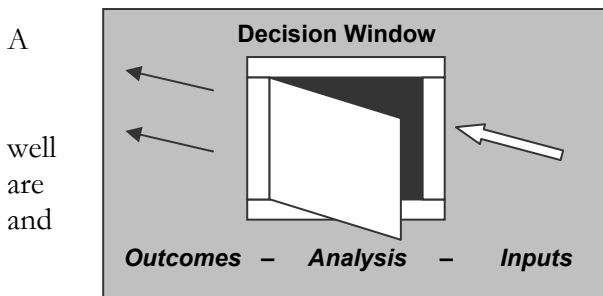 A
well
are
and
Decision Window
Outcomes – Analysis – Inputs